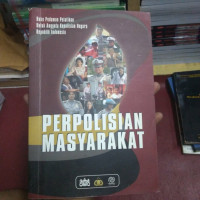 Buku Pedoman Pelatihan
Untuk Anggota Kepolisian Negara
Republik Indonesia
PERPOLISIAN
MASYARAKAT